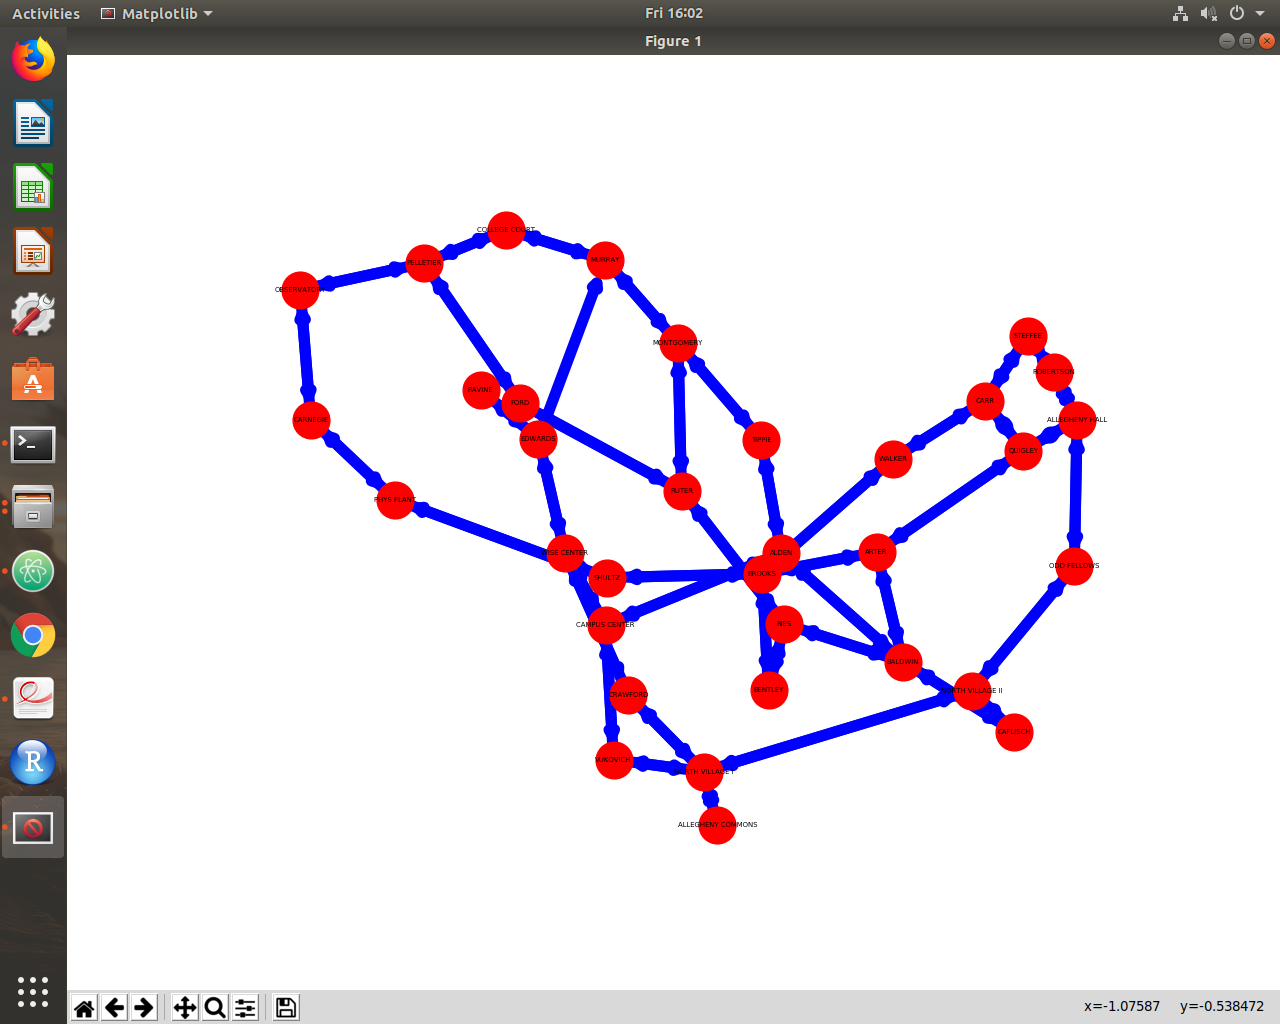 Activities
Matplotlib
Fri 16:02
Figure 1
COLLEGE COURT
MURRAY
PELLETIER
OBSERVATORY
STEFFEE
MONTGOMERY
ROBERTSON
RAVINE
FORD
CARR
CARNEGIE
ALLEGHENY HALL
EDWARDS
TIPPIE
QUIGLEY
WALKER
RUTER
PHYS PLANT
WISE CENTER
ALDEN
ARTER
ODD FELLOWS
SHULTZ
BROOKS
CAMPUS CENTER
BALDWIN
CRAWFORD
BENTLEY
NORTH VILLAGE II
CAFLISCH
VUKOVICH
NORTH VILLAGE I
ALLEGHENY COMMONS
x=-1.07587 y=-0.538472